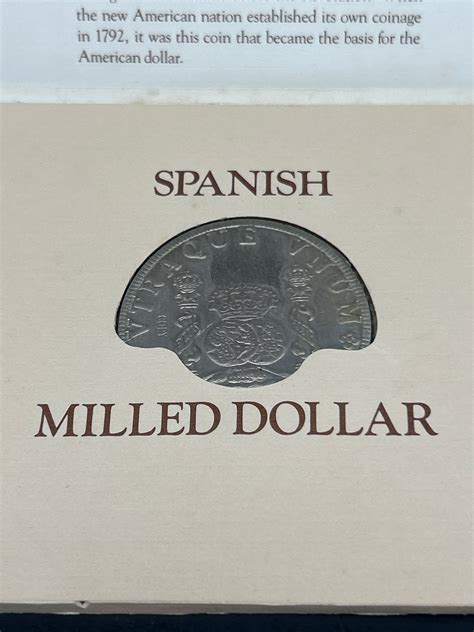 new American nation established its own coinage
in 1792, it was this coin that became the basis for the
American dollar.
SPANISH
VTRAQUE VNUM
MILLED DOLLAR